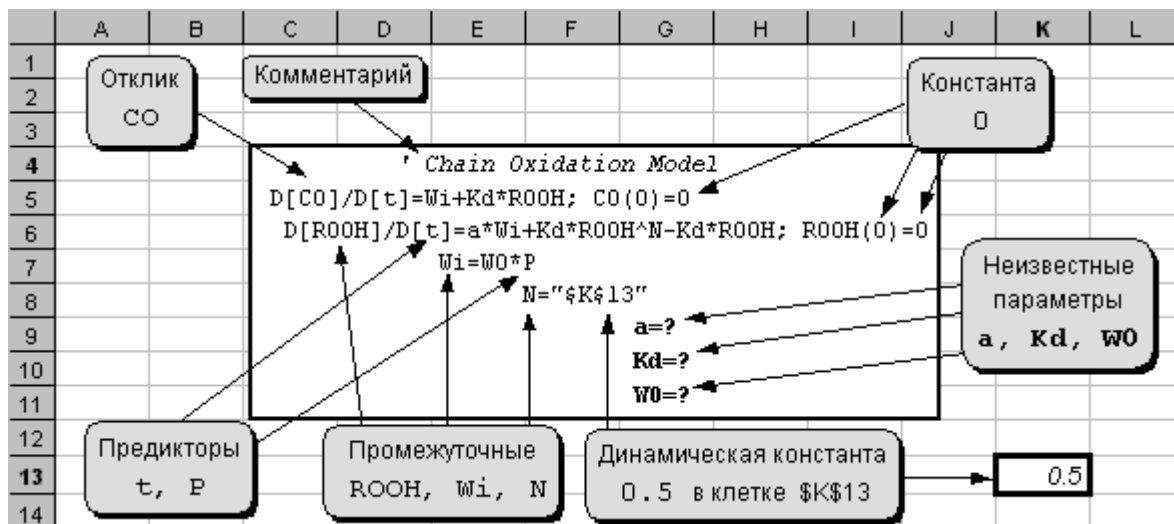 A B C D E F G H I J K L
1
2
3
4
5
6
7
8
9
10
11
12
13
14
Отклик
CO
Комментарий
Константа
0
' Chain Oxidation Model
D[CO]/D[t]=Wi+Kd*ROOH; CO(0)=0
D[ROOH]/D[t]=a*Wi+Kd*ROOH^N-Kd*ROOH; ROOH(0)=0
Wi=W0*P
N="$K$13"
a=?
Kd=?
W0=?
Неизвестные
параметры
a, Kd, W0
Предикторы
t, P
Промежуточные
ROOH, Wi, N
Динамическая константа
0.5 в клетке $K$13
0.5